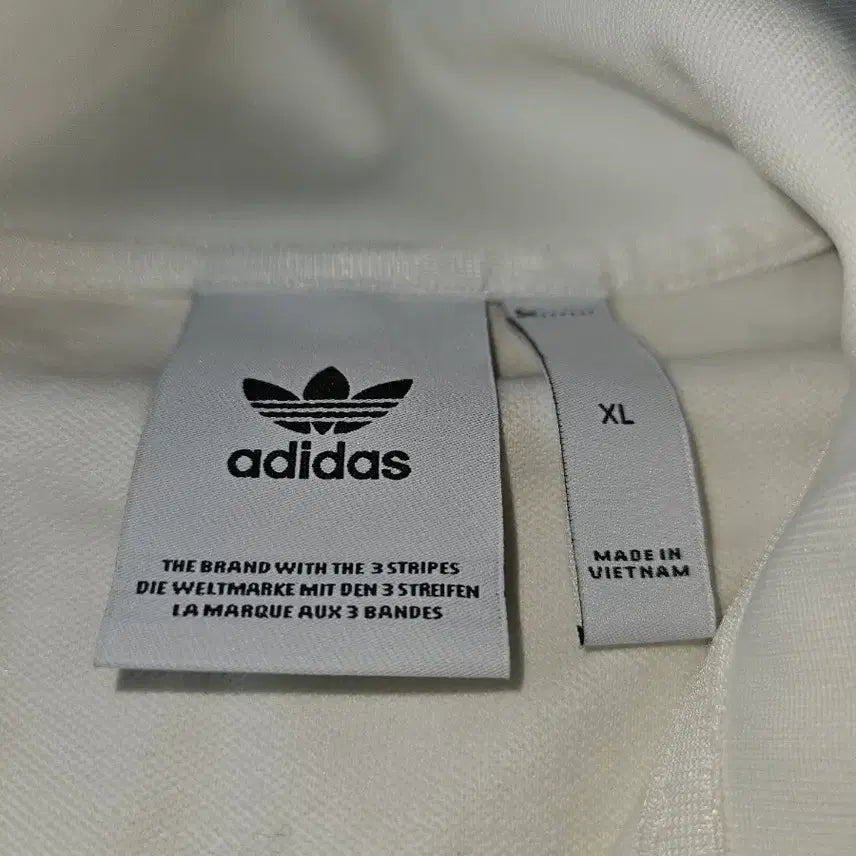 adidas
THE BRAND WITH THE 3 STRIPES
DIE WELTMARKE MIT DEN 3 STREIFEN
LA MARQUE AUX 3 BANDES
XL
MADE IN
VIETNAM